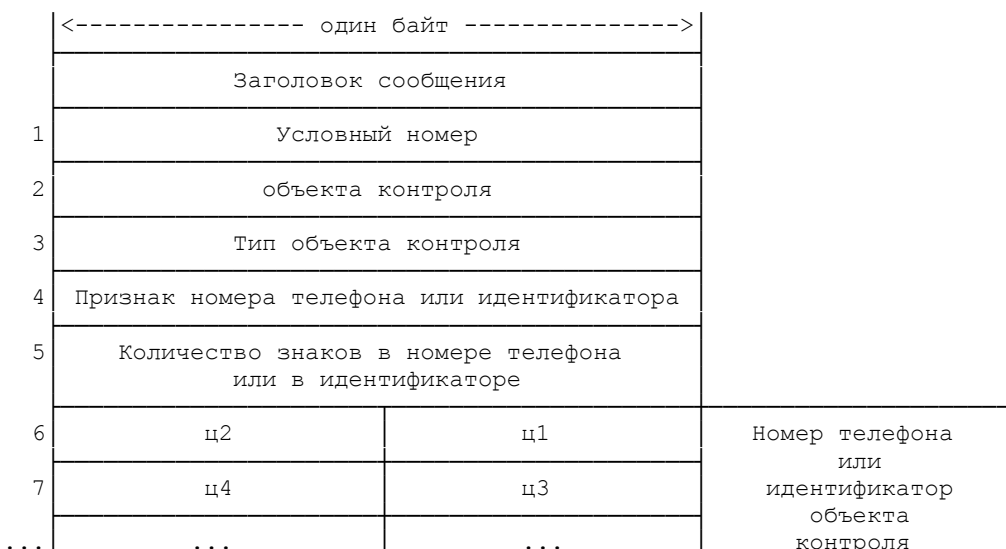 <---------------- один байт --------------->
Заголовок сообщения
1 Условный номер
2 объекта контроля
3 Тип объекта контроля
4 Признак номера телефона или идентификатора
5 Количество знаков в номере телефона
или в идентификаторе
6 ц2 ц1 Номер телефона
или
7 ц4 ц3 идентификатор
объекта
... ... ... контроля